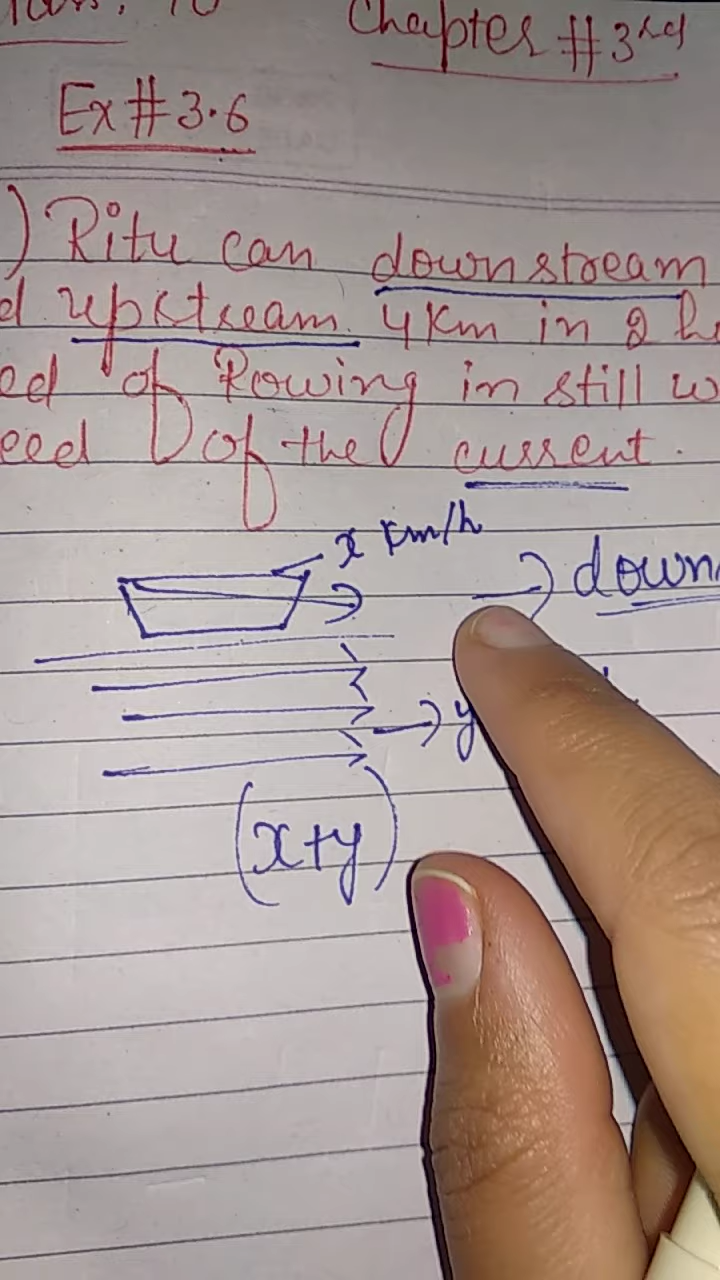 10 Chapter # 3rd
Ex # 3.6
) Ritu can downstream
d upstream 4 Km in 2 h
ed of Rowing in still w
eed of the current.
x km/h
→ down
→ y
(x+y)